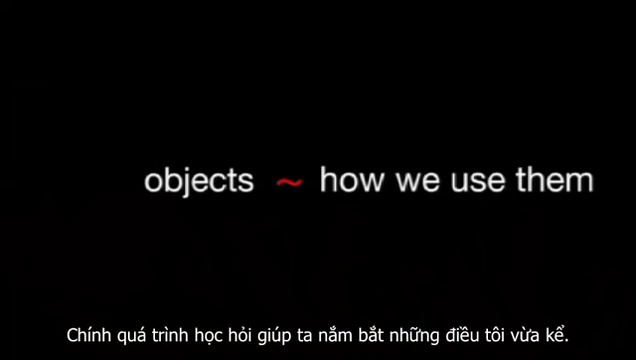 objects ~ how we use them
Chính quá trình học hỏi giúp ta nắm bắt những điều tôi vừa kể.